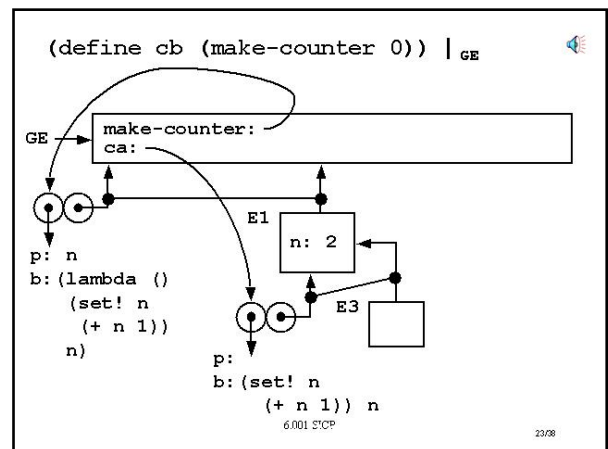 (define cb (make-counter 0)) | GE
GE
make-counter:
ca:
E1
n: 2
p: n
b:(lambda ()
(set! n
(+ n 1))
n)
E3
p:
b:(set! n
(+ n 1)) n
6.001 SICP
23/38